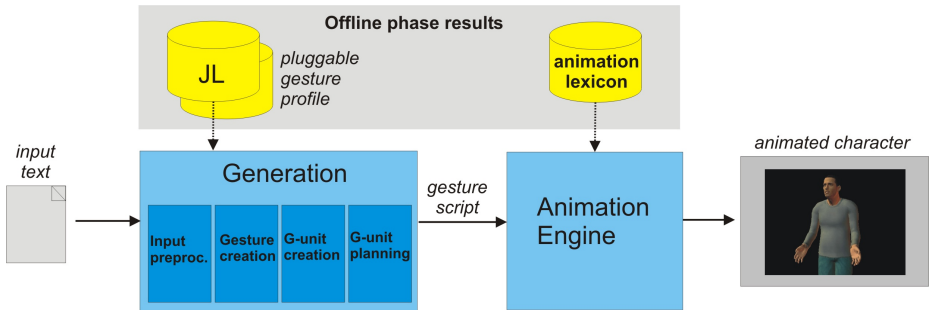 Offline phase results
JL
pluggable
gesture
profile
animation
lexicon
input
text
Generation
Input
preproc.
Gesture
creation
G-unit
creation
G-unit
planning
gesture
script
Animation
Engine
animated character